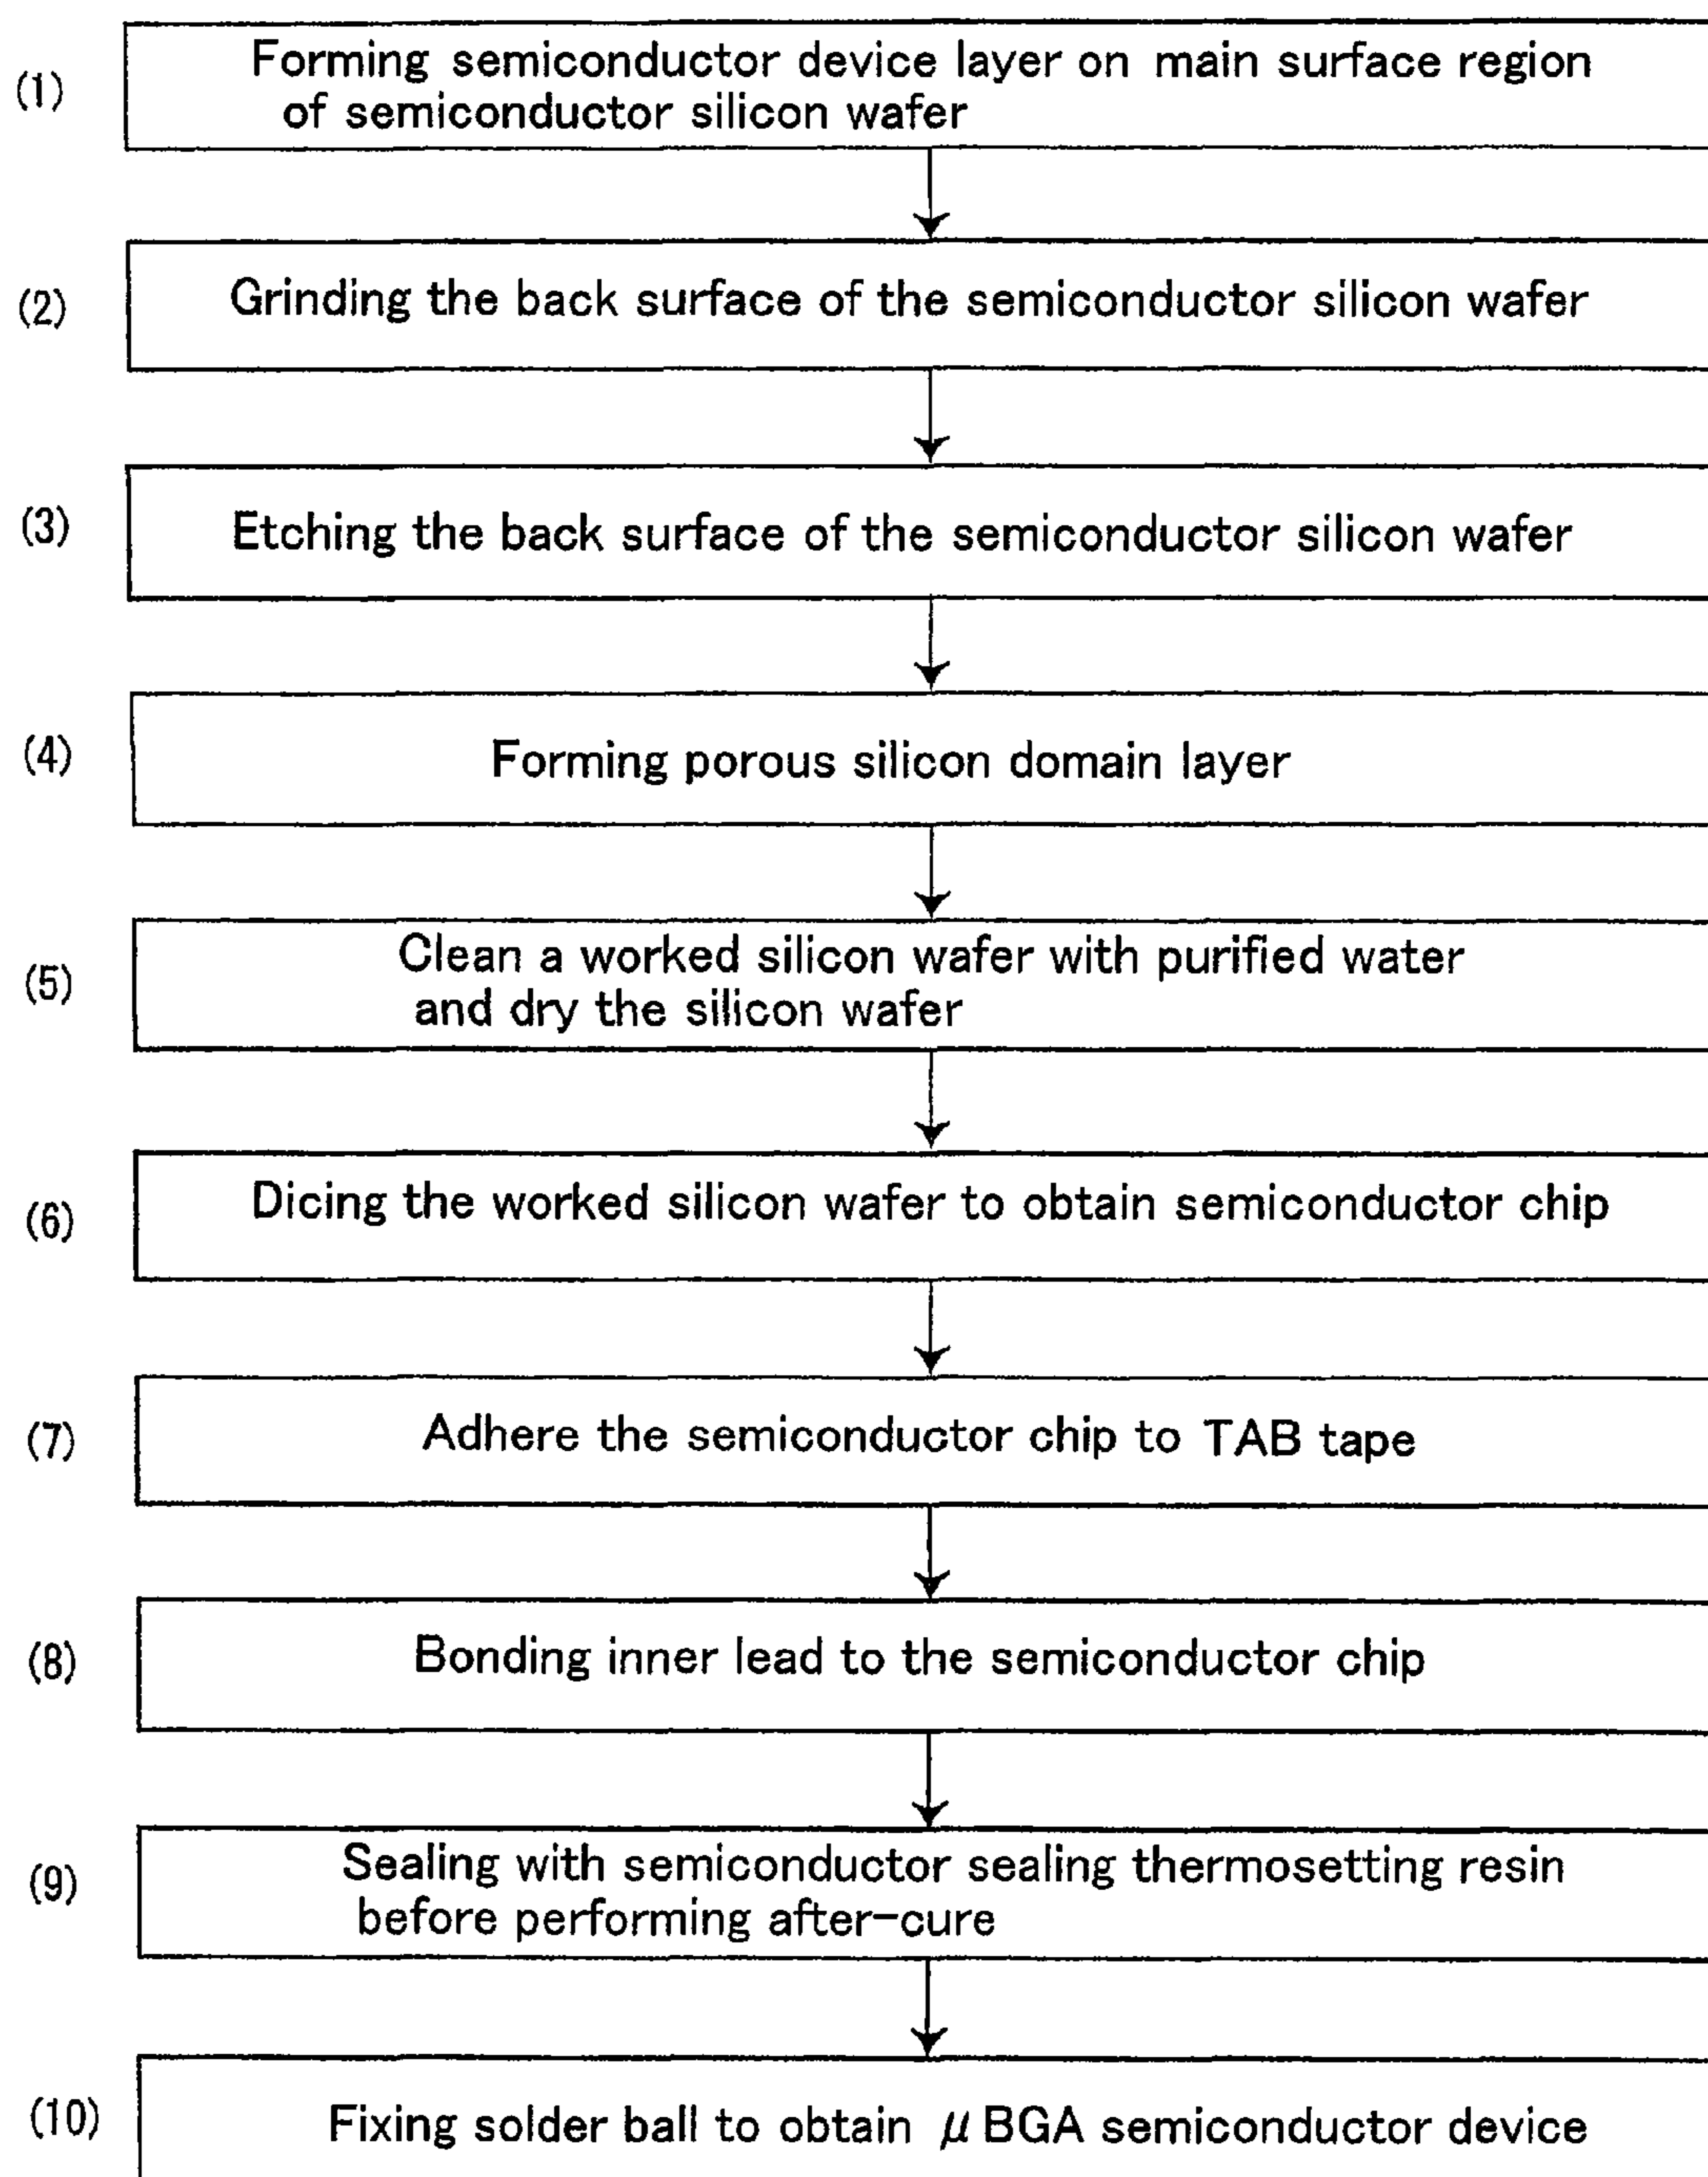 (1) Forming semiconductor device layer on main surface region
of semiconductor silicon wafer
(2) Grinding the back surface of the semiconductor silicon wafer
(3) Etching the back surface of the semiconductor silicon wafer
(4) Forming porous silicon domain layer
(5) Clean a worked silicon wafer with purified water
and dry the silicon wafer
(6) Dicing the worked silicon wafer to obtain semiconductor chip
(7) Adhere the semiconductor chip to TAB tape
(8) Bonding inner lead to the semiconductor chip
(9) Sealing with semiconductor sealing thermosetting resin
before performing after-cure
(10) Fixing solder ball to obtain μBGA semiconductor device